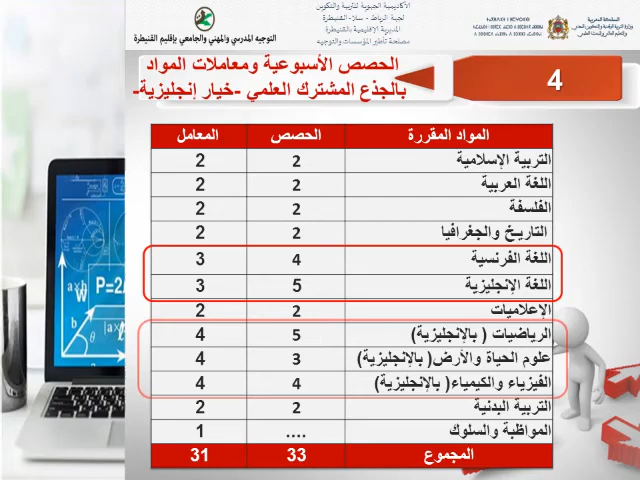 الأكاديمية الجهوية للتربية والتكوين
لجهة الرباط - سلا- القنيطرة
المديرية الإقليمية بالقنيطرة
مصلحة تأطير المؤسسات والتوجيه
التوجيه المدرسي والمهني والجامعي بإقليم القنيطرة
4
الحصص الأسبوعية ومعاملات المواد
بالجذع المشترك العلمي -خيار إنجليزية-
المواد المقررة الحصص المعامل
التربية الإسلامية 2 2
اللغة العربية 2 2
الفلسفة 2 2
التاريخ والجغرافيا 2 2
اللغة الفرنسية 4 3
اللغة الإنجليزية 5 3
الإعلاميات 2 2
الرياضيات ( بالإنجليزية) 5 4
علوم الحياة والأرض( بالإنجليزية) 3 4
الفيزياء والكيمياء( بالإنجليزية) 4 4
التربية البدنية 2 2
المواظبة والسلوك .... 1
المجموع 33 31